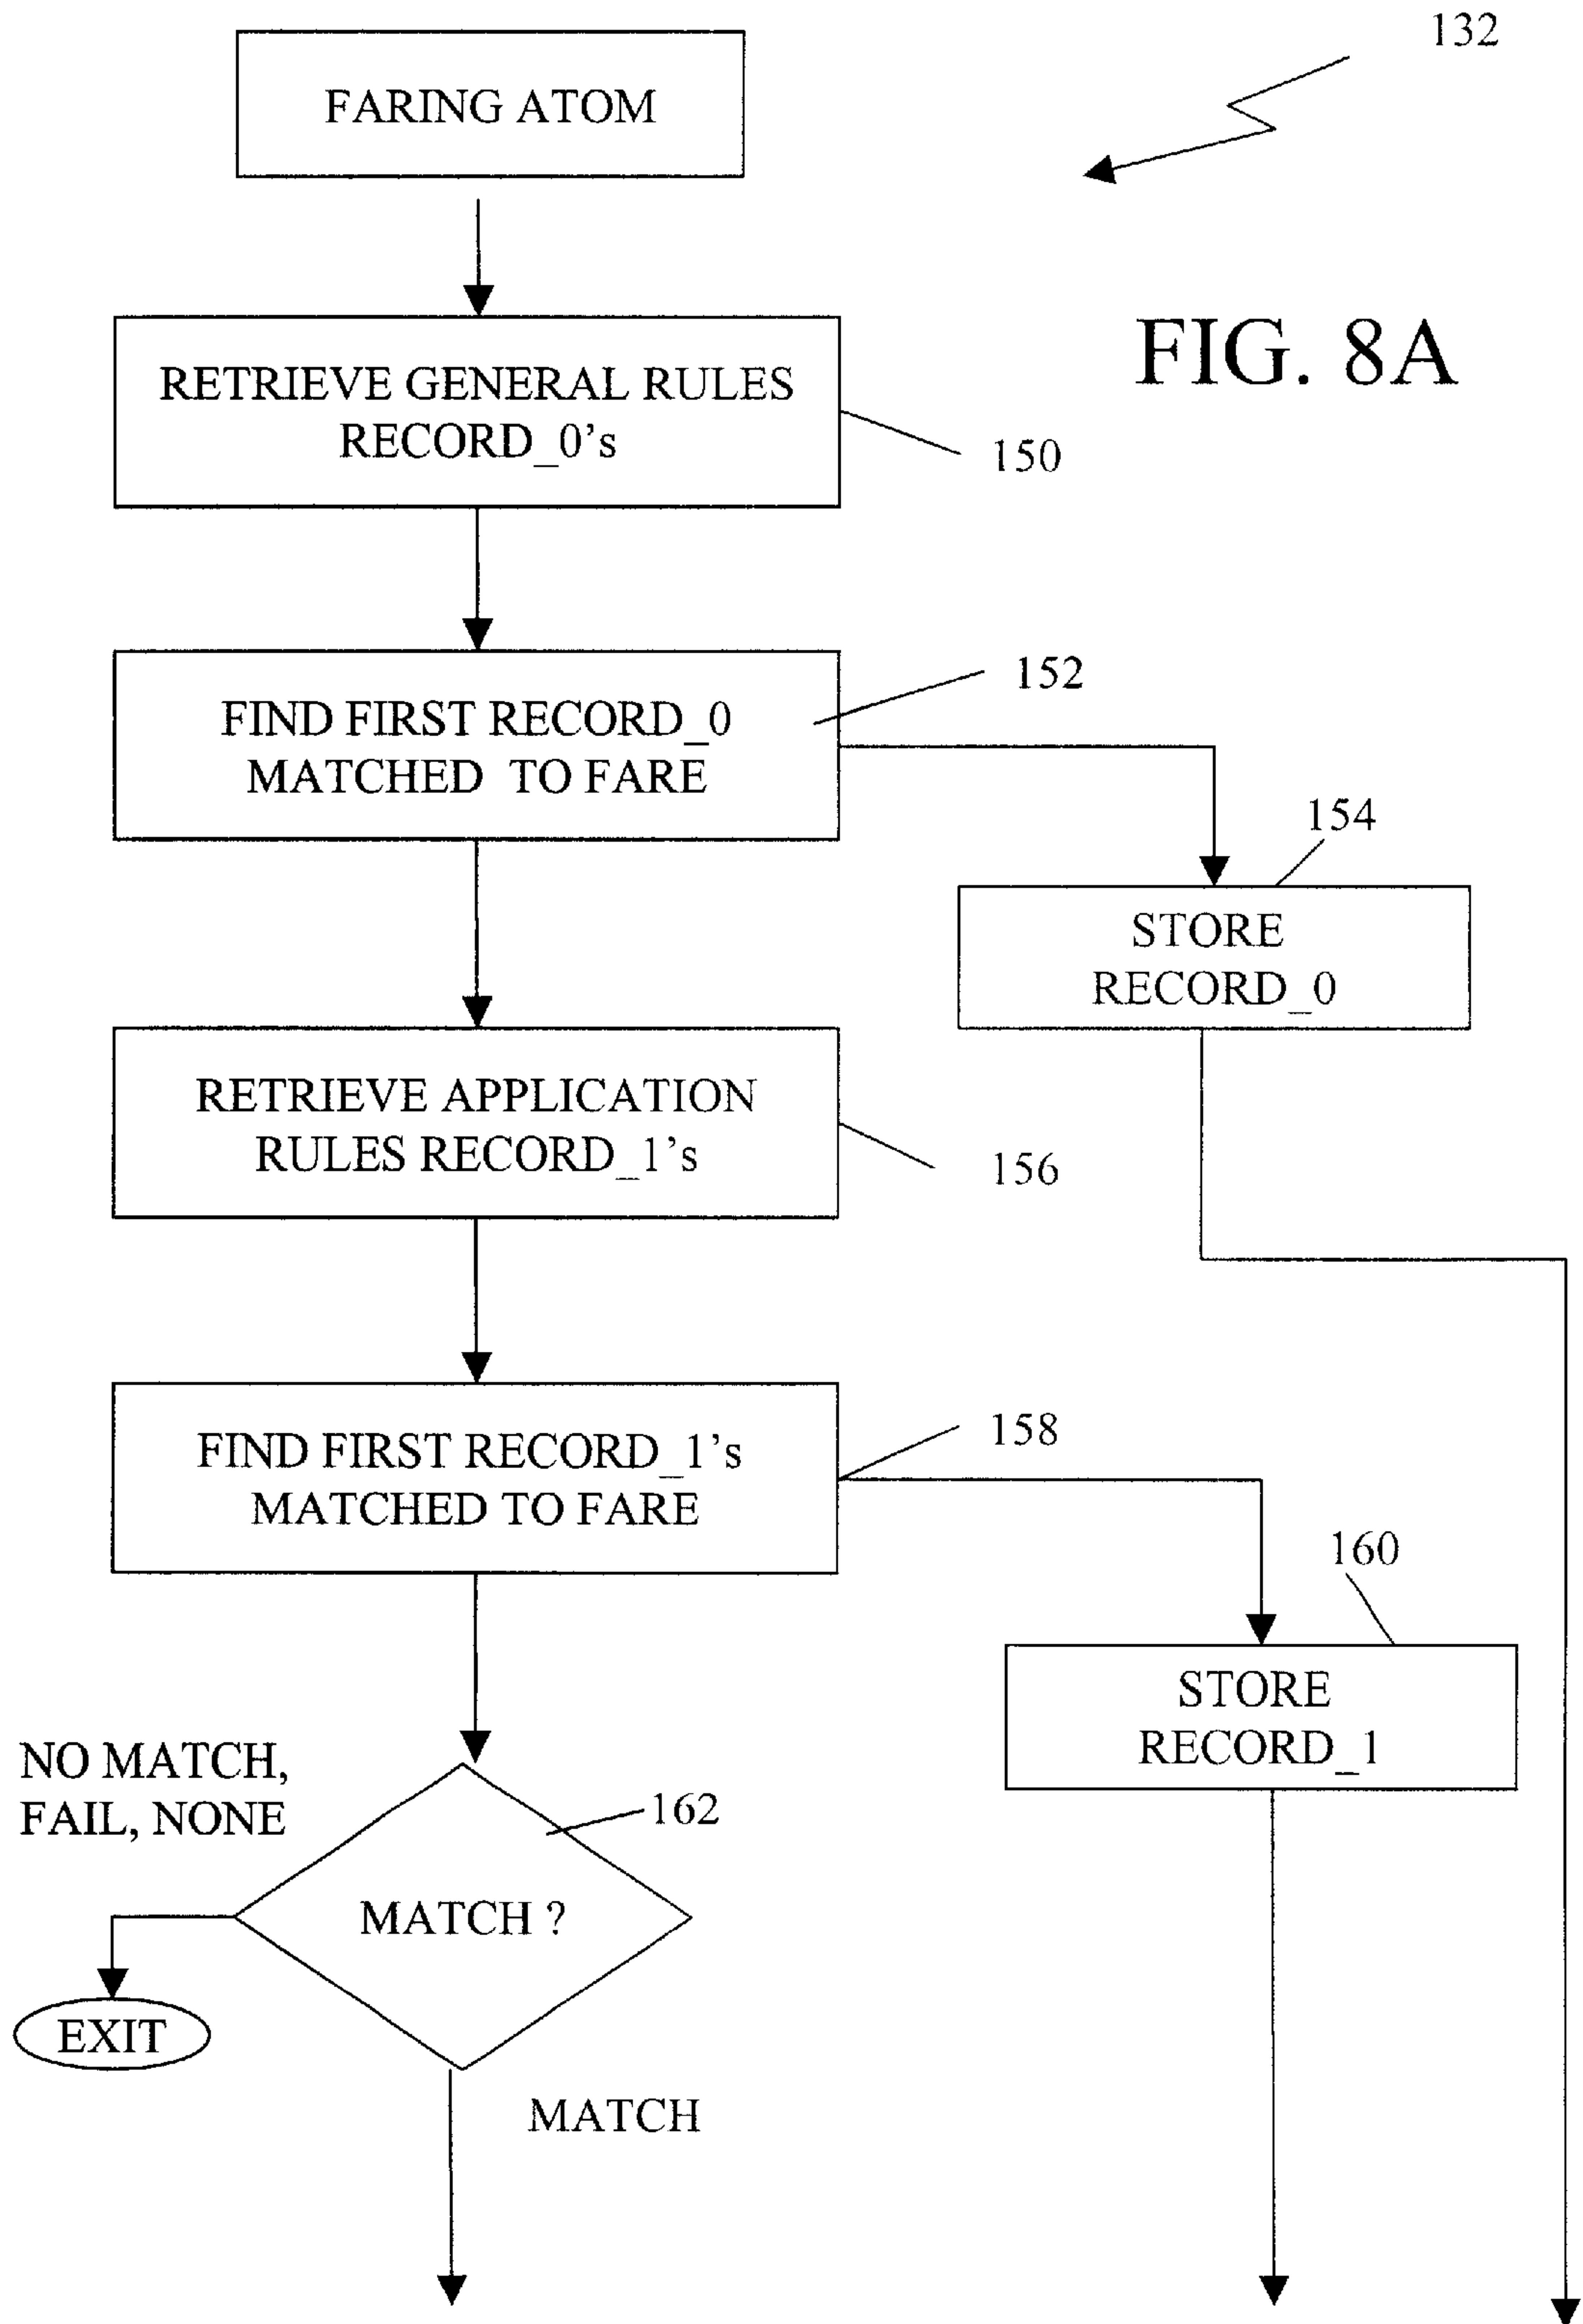 132
FARING ATOM
FIG. 8A
RETRIEVE GENERAL RULES
RECORD_0's
150
152
FIND FIRST RECORD_0
MATCHED TO FARE
154
STORE
RECORD_0
RETRIEVE APPLICATION
RULES RECORD_1's
156
158
FIND FIRST RECORD_1's
MATCHED TO FARE
160
STORE
RECORD_1
NO MATCH,
FAIL, NONE
162
MATCH ?
EXIT
MATCH